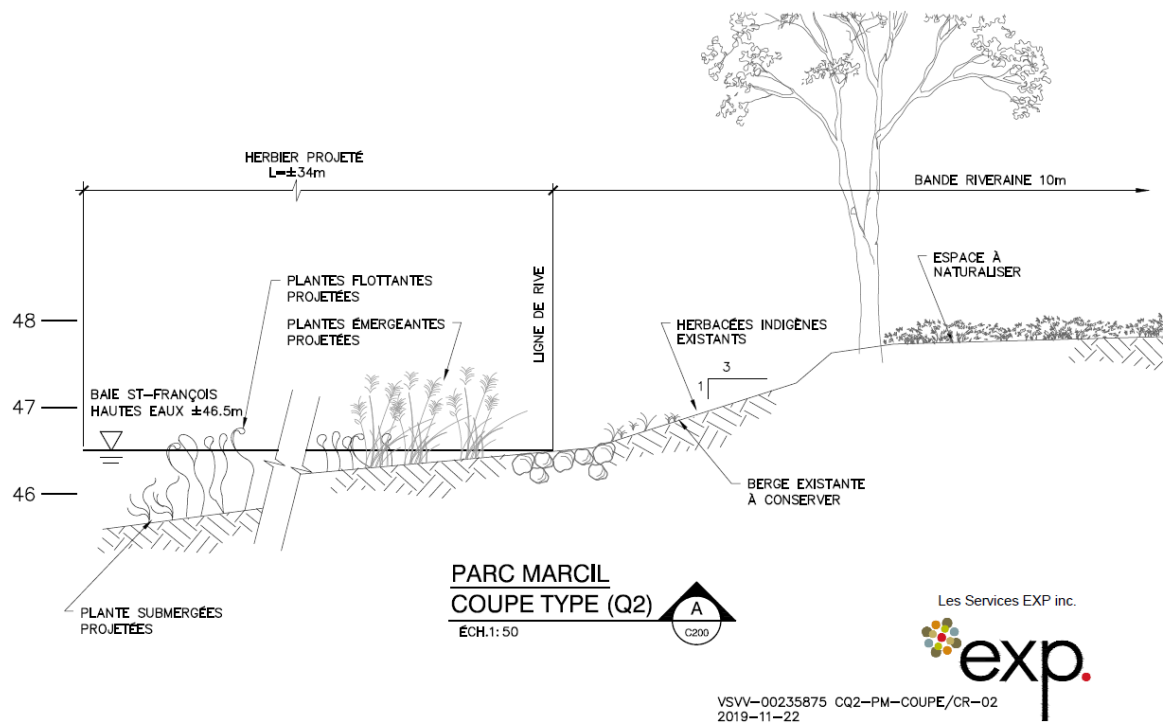 HERBIER PROJETÉ
L=±34m
BANDE RIVERAINE 10m
PLANTES FLOTTANTES
PROJETÉES
PLANTES ÉMERGEANTES
PROJETÉES
LIGNE DE RIVE
ESPACE À
NATURALISER
HERBACÉES INDIGÈNES
EXISTANTS
48
47
46
1
3
BAIE ST-FRANÇOIS
HAUTES EAUX ±46.5m
BERGE EXISTANTE
À CONSERVER
PLANTE SUBMERGÉES
PROJETÉES
PARC MARCIL
COUPE TYPE (Q2)
ÉCH.1:50
A
C200
Les Services EXP inc.
exp.
VSVV-00235875 CQ2-PM-COUPE/CR-02
2019-11-22